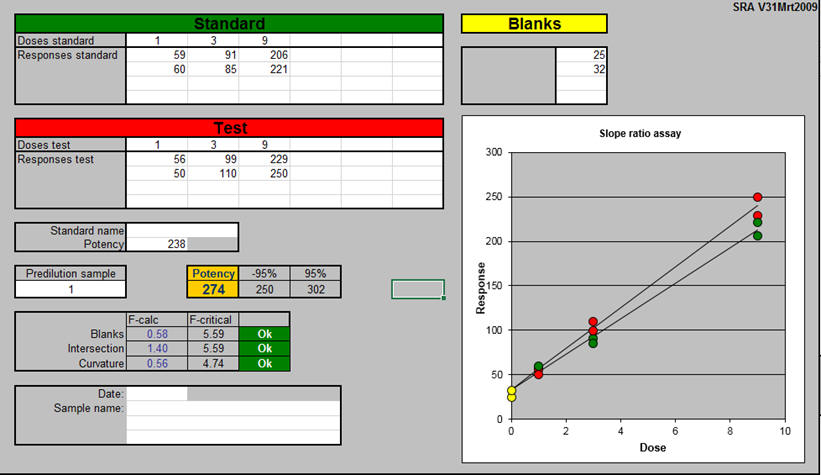 SRA V31Mrt2009
Standard
Doses standard 1 3 9
Responses standard 59 91 206
60 85 221
Blanks
25
32
Test
Doses test 1 3 9
Responses test 56 99 229
50 110 250
Standard name
Potency 238
Predilution sample
1
Potency -95% 95%
274 250 302
F-calc F-critical
Blanks 0.58 5.59 Ok
Intersection 1.40 5.59 Ok
Curvature 0.56 4.74 Ok
Date:
Sample name:
Slope ratio assay
300
250
200
150
100
50
0
Response
0 2 4 6 8 10
Dose